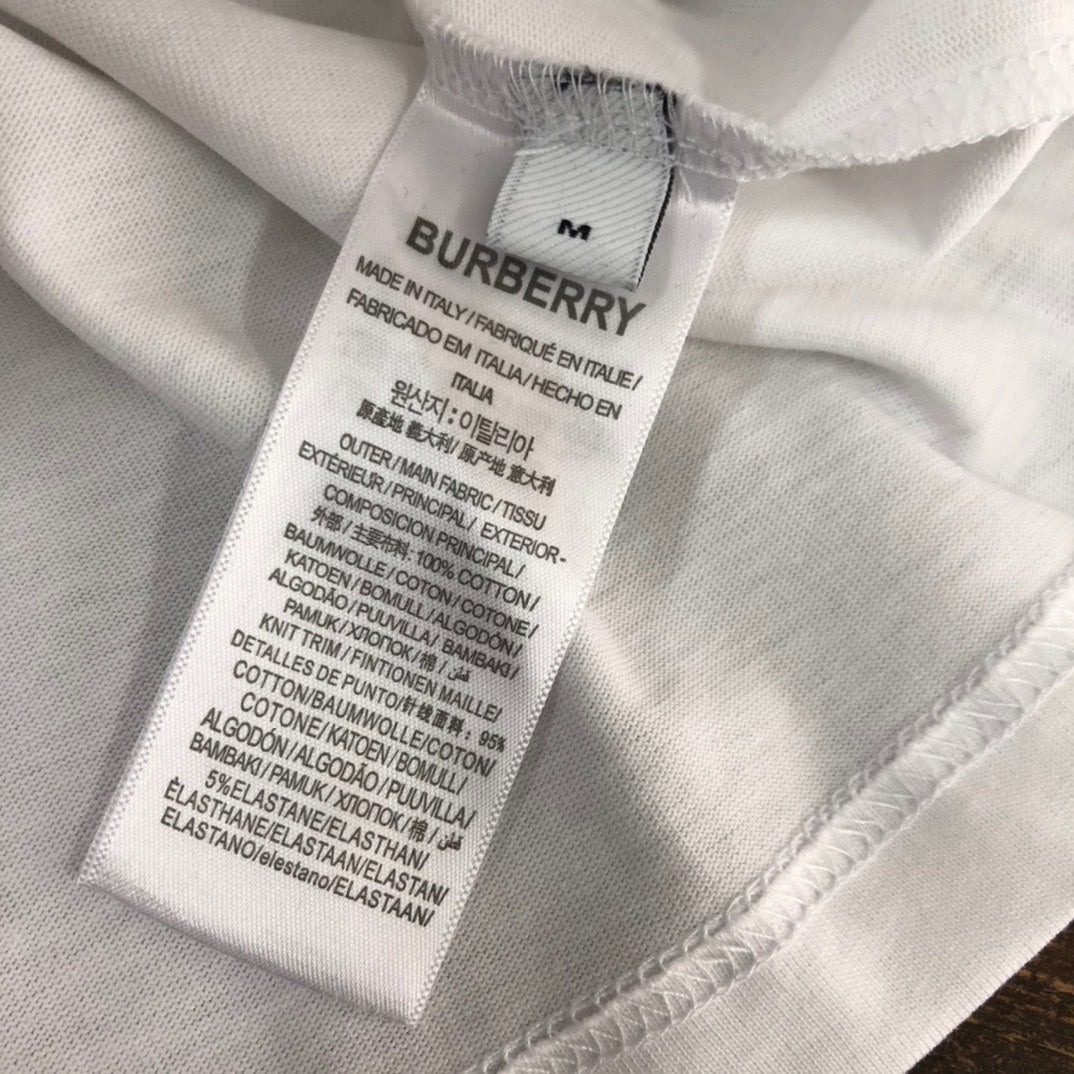 M
BURBERRY
MADE IN ITALY / FABRIQUÉ EN ITALIE /
FABRICADO EM ITALIA / HECHO EN
ITALIA
원산지 : 이탈리아
原產地 義大利/ 原产地 意大利
OUTER / MAIN FABRIC / TISSU
EXTÉRIEUR / PRINCIPAL / EXTERIOR-
COMPOSICION PRINCIPAL /
外部 / 主要布料: 100% COTTON /
BAUMWOLLE / COTON / COTONE /
KATOEN / BOMULL / ALGODÓN /
ALGODÃO / PUUVILLA / BAMBAKI /
PAMUK / ХЛОПОК / 棉 / قطن
KNIT TRIM / FINTIONEN MAILLE/
DETALLES DE PUNTO/针线面料: 95%
COTTON/BAUMWOLLE/COTON/
COTONE / KATOEN / BOMULL /
ALGODÓN / ALGODÃO / PUUVILLA/
BAMBAKI / PAMUK / ХЛОПОК / 棉 / قطن
5%ELASTANE/ELASTHAN/
ÈLASTHANE/ELASTAAN/ELASTAN/
ELASTANO/elestano/ELASTAAN/